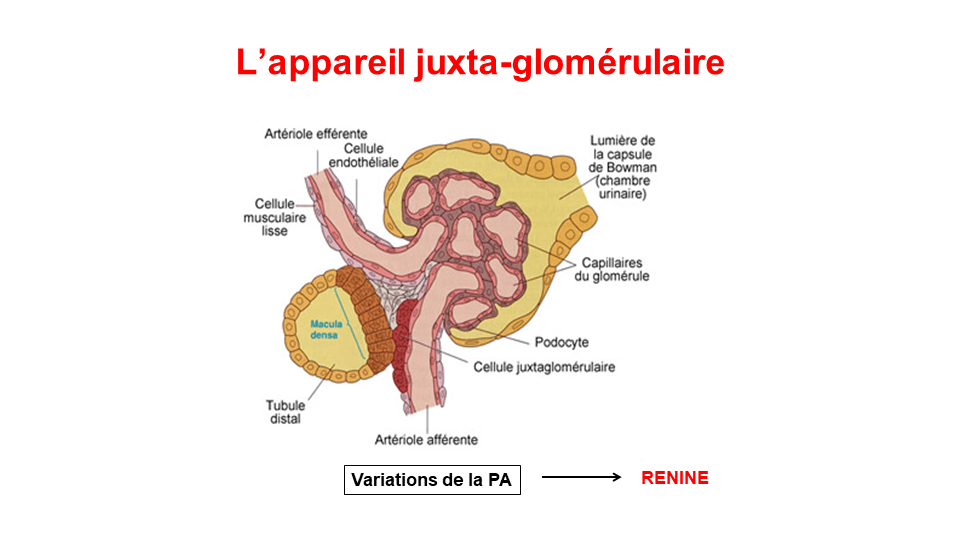 L’appareil juxta-glomérulaire
Artériole efférente
Cellule
endothéliale
Cellule
musculaire
lisse
Lumière de
la capsule
de Bowman
(chambre
urinaire)
Capillaires
du glomérule
Macula
densa
Podocyte
Cellule juxtaglomérulaire
Tubule
distal
Artériole afférente
Variations de la PA
RENINE